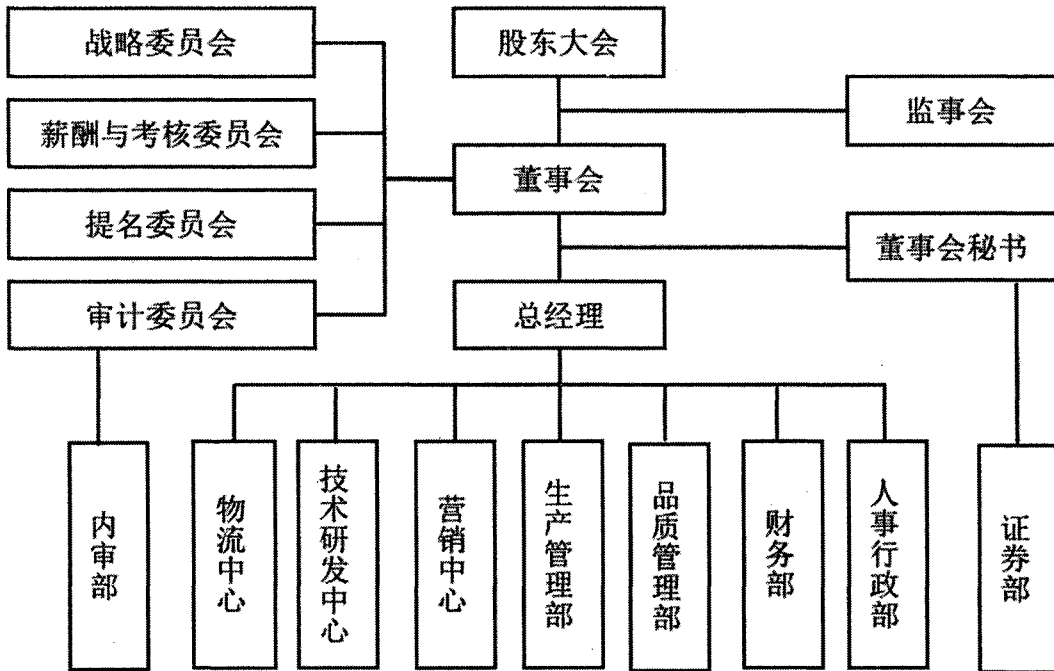 战略委员会
股东大会
监事会
薪酬与考核委员会
董事会
提名委员会
董事会秘书
审计委员会
总经理
内审部
物流中心
技术研发中心
营销中心
生产管理部
品质管理部
财务部
人事行政部
证券部